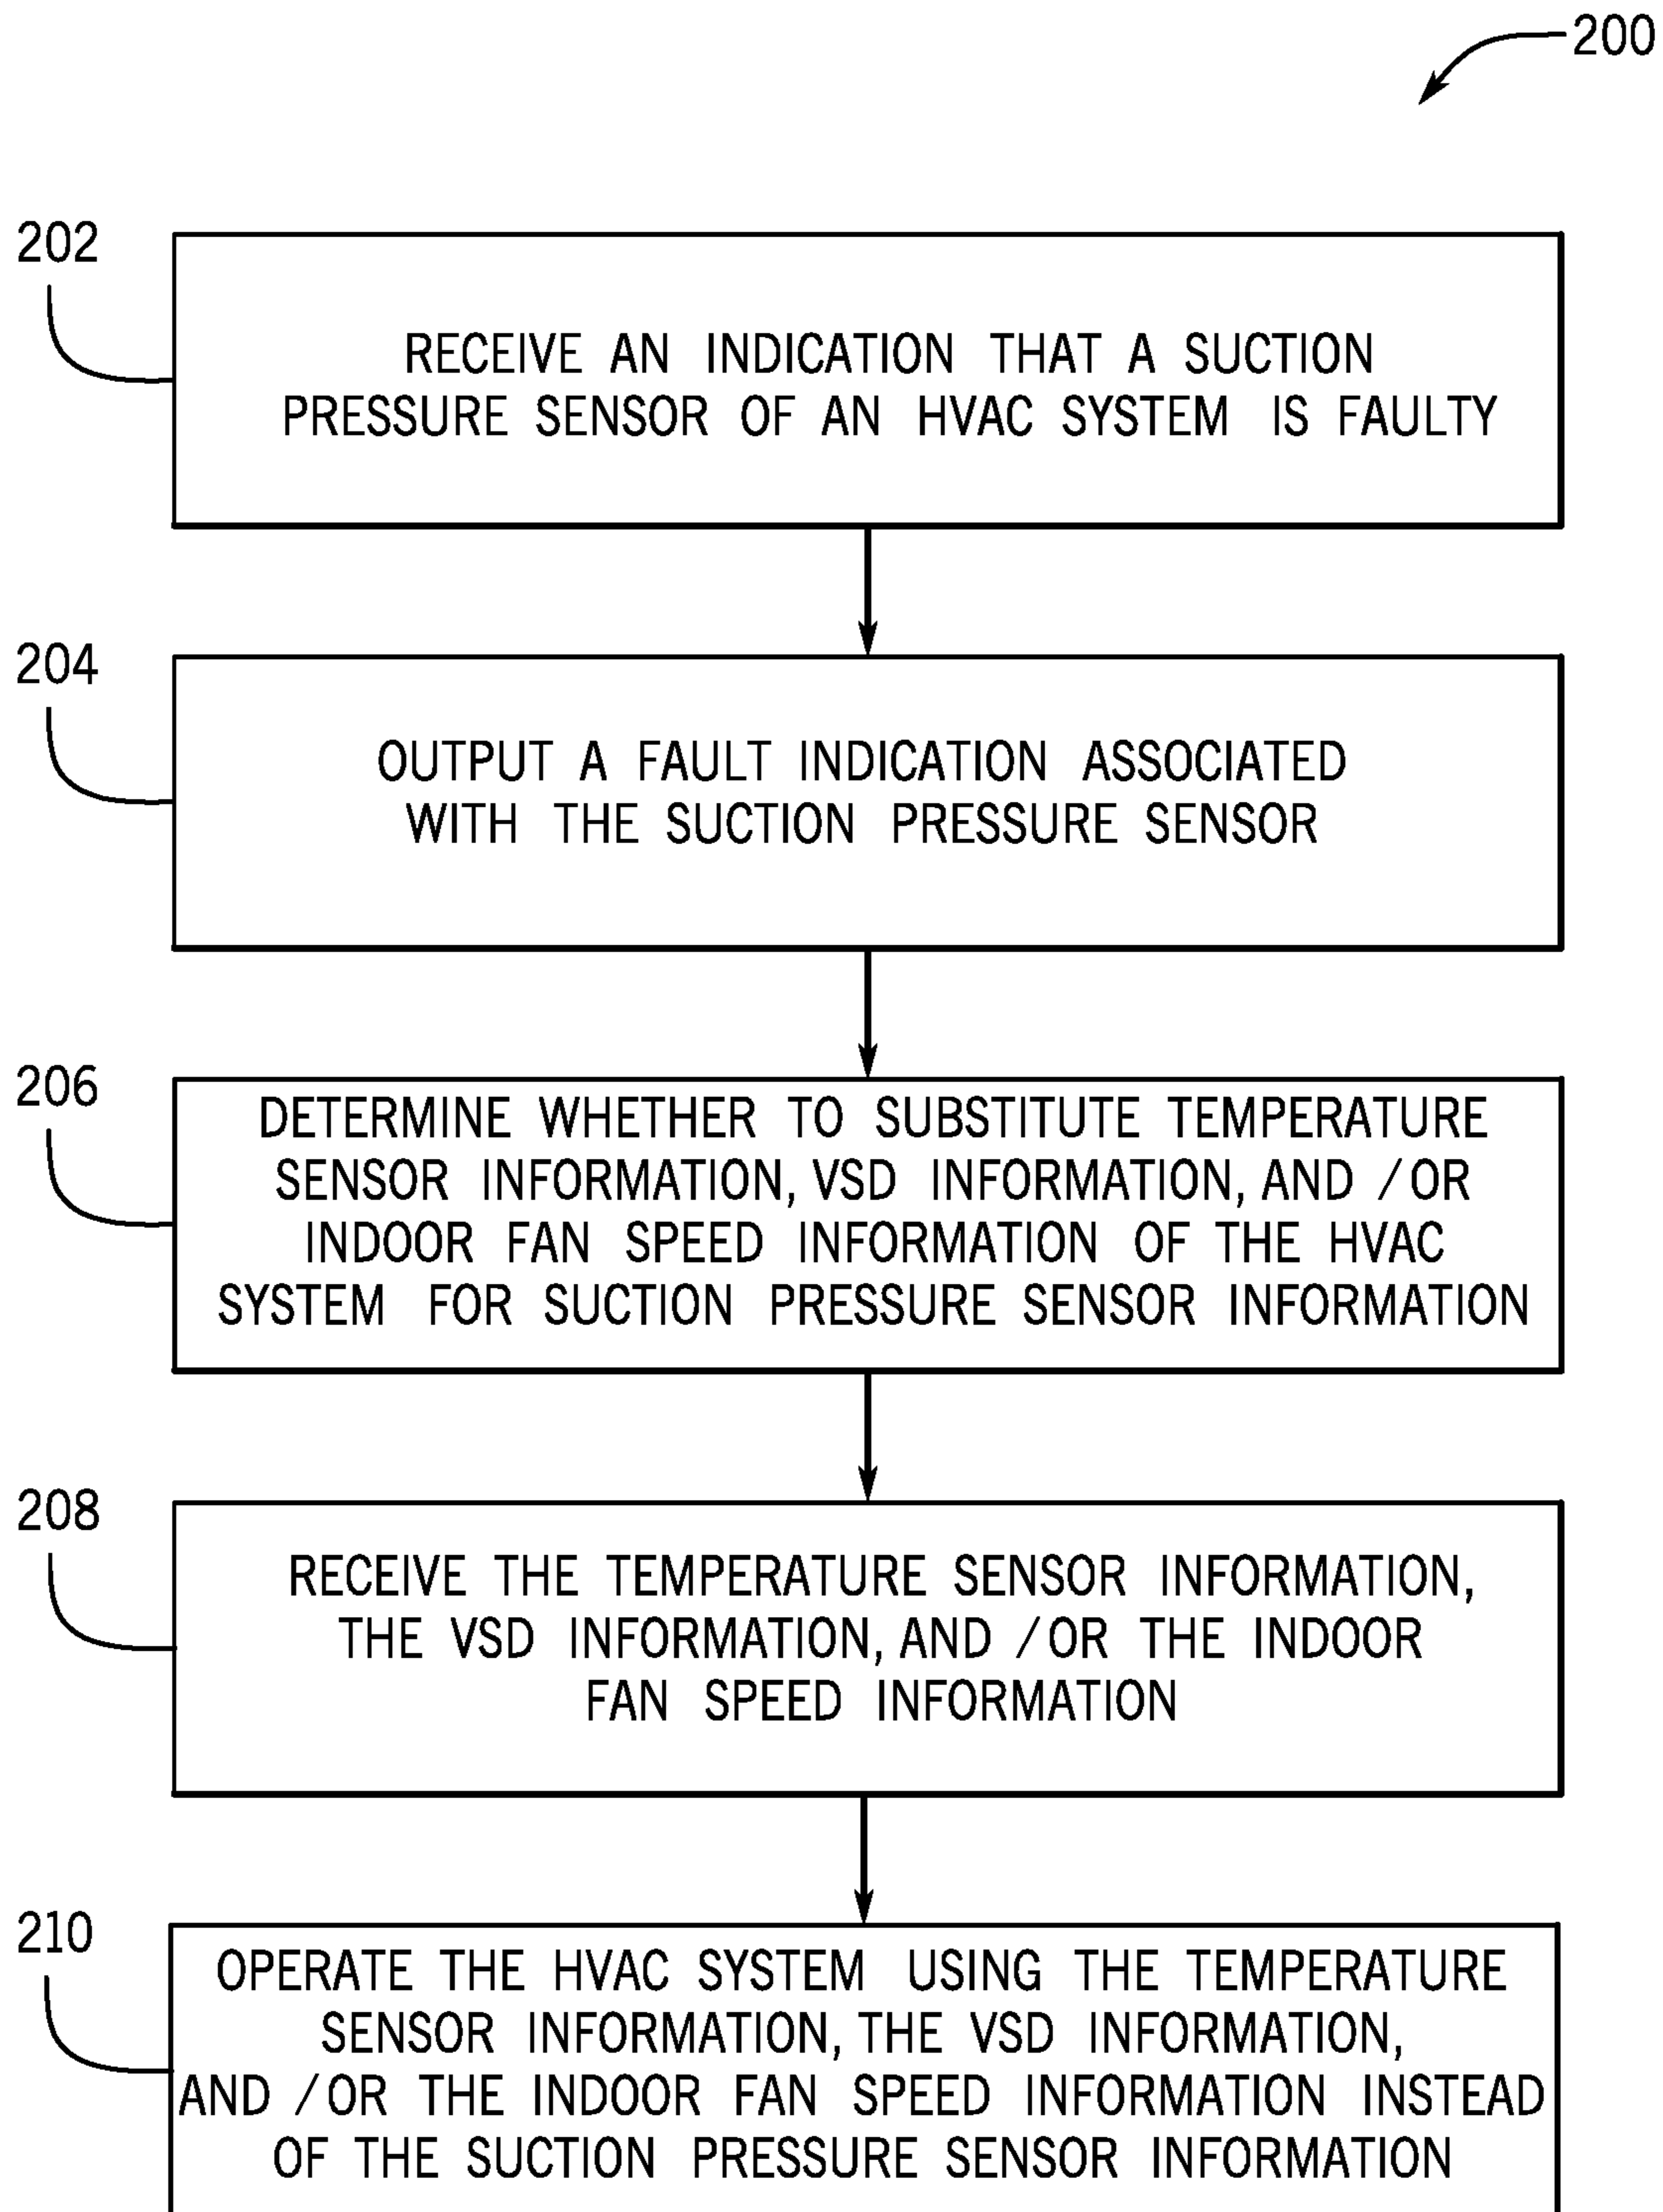 200
202
RECEIVE AN INDICATION THAT A SUCTION
PRESSURE SENSOR OF AN HVAC SYSTEM IS FAULTY
204
OUTPUT A FAULT INDICATION ASSOCIATED
WITH THE SUCTION PRESSURE SENSOR
206
DETERMINE WHETHER TO SUBSTITUTE TEMPERATURE
SENSOR INFORMATION, VSD INFORMATION, AND /OR
INDOOR FAN SPEED INFORMATION OF THE HVAC
SYSTEM FOR SUCTION PRESSURE SENSOR INFORMATION
208
RECEIVE THE TEMPERATURE SENSOR INFORMATION,
THE VSD INFORMATION, AND /OR THE INDOOR
FAN SPEED INFORMATION
210
OPERATE THE HVAC SYSTEM USING THE TEMPERATURE
SENSOR INFORMATION, THE VSD INFORMATION,
AND /OR THE INDOOR FAN SPEED INFORMATION INSTEAD
OF THE SUCTION PRESSURE SENSOR INFORMATION